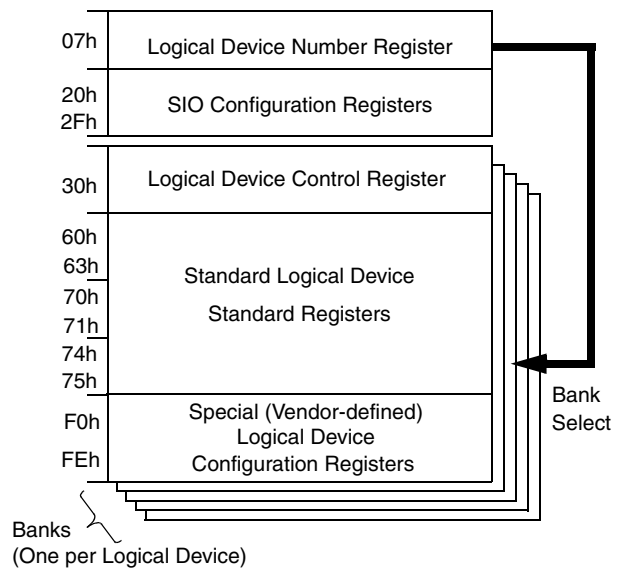 07h
Logical Device Number Register
20h
2Fh
SIO Configuration Registers
30h
Logical Device Control Register
60h
63h
70h
71h
74h
75h
Standard Logical Device
Standard Registers
F0h
FEh
Special (Vendor-defined)
Logical Device
Configuration Registers
Bank
Select
Banks
(One per Logical Device)